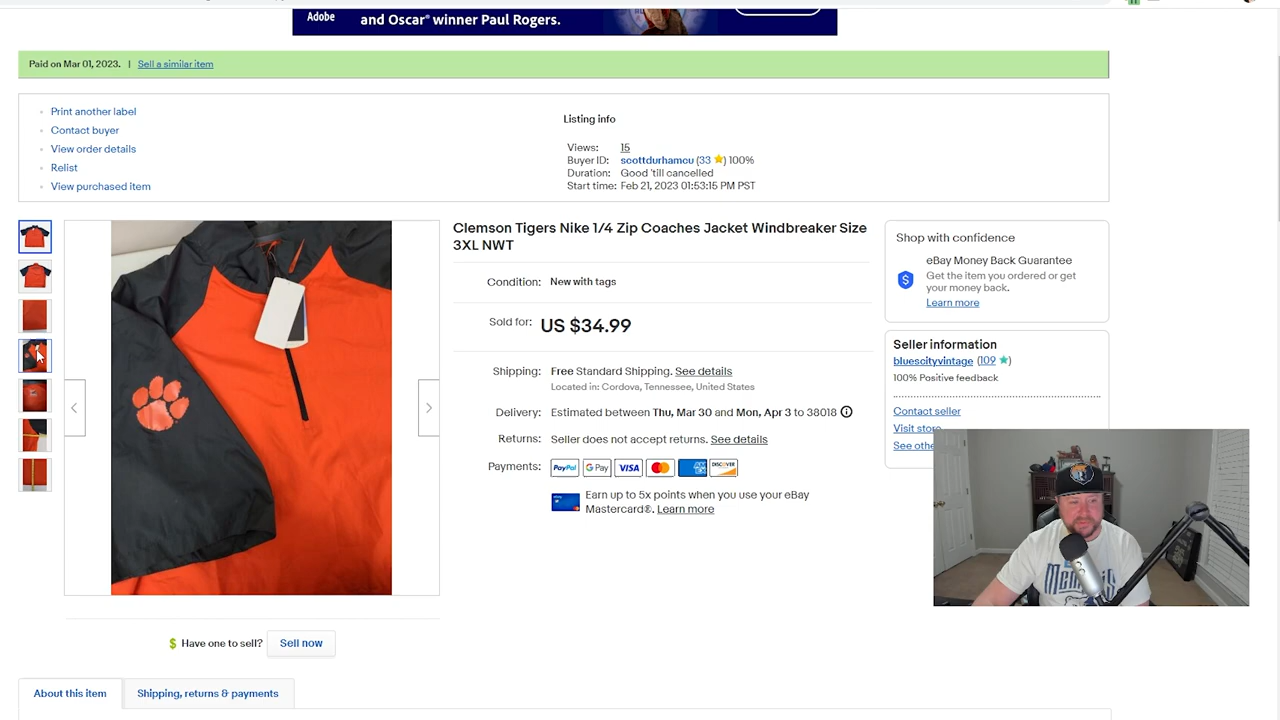 Adobe
and Oscar® winner Paul Rogers.
Paid on Mar 01, 2023. | Sell a similar item
Print another label
Contact buyer
View order details
Relist
View purchased item
Listing info
Views: 15
Buyer ID: scottdurhamcu (33 ) 100%
Duration: Good 'till cancelled
Start time: Feb 21, 2023 01:53:15 PM PST
Clemson Tigers Nike 1/4 Zip Coaches Jacket Windbreaker Size
3XL NWT
Condition: New with tags
Sold for: US $34.99
Shipping: Free Standard Shipping. See details
Located in: Cordova, Tennessee, United States
Delivery: Estimated between Thu, Mar 30 and Mon, Apr 3 to 38018
Returns: Seller does not accept returns. See details
Payments: PayPal G Pay VISA DISCOVER
Earn up to 5x points when you use your eBay
Mastercard®. Learn more
Shop with confidence
eBay Money Back Guarantee
Get the item you ordered or get
your money back.
Learn more
Seller information
bluescityvintage (109 )
100% Positive feedback
Contact seller
Visit store
See othe
$ Have one to sell? Sell now
About this item
Shipping, returns & payments